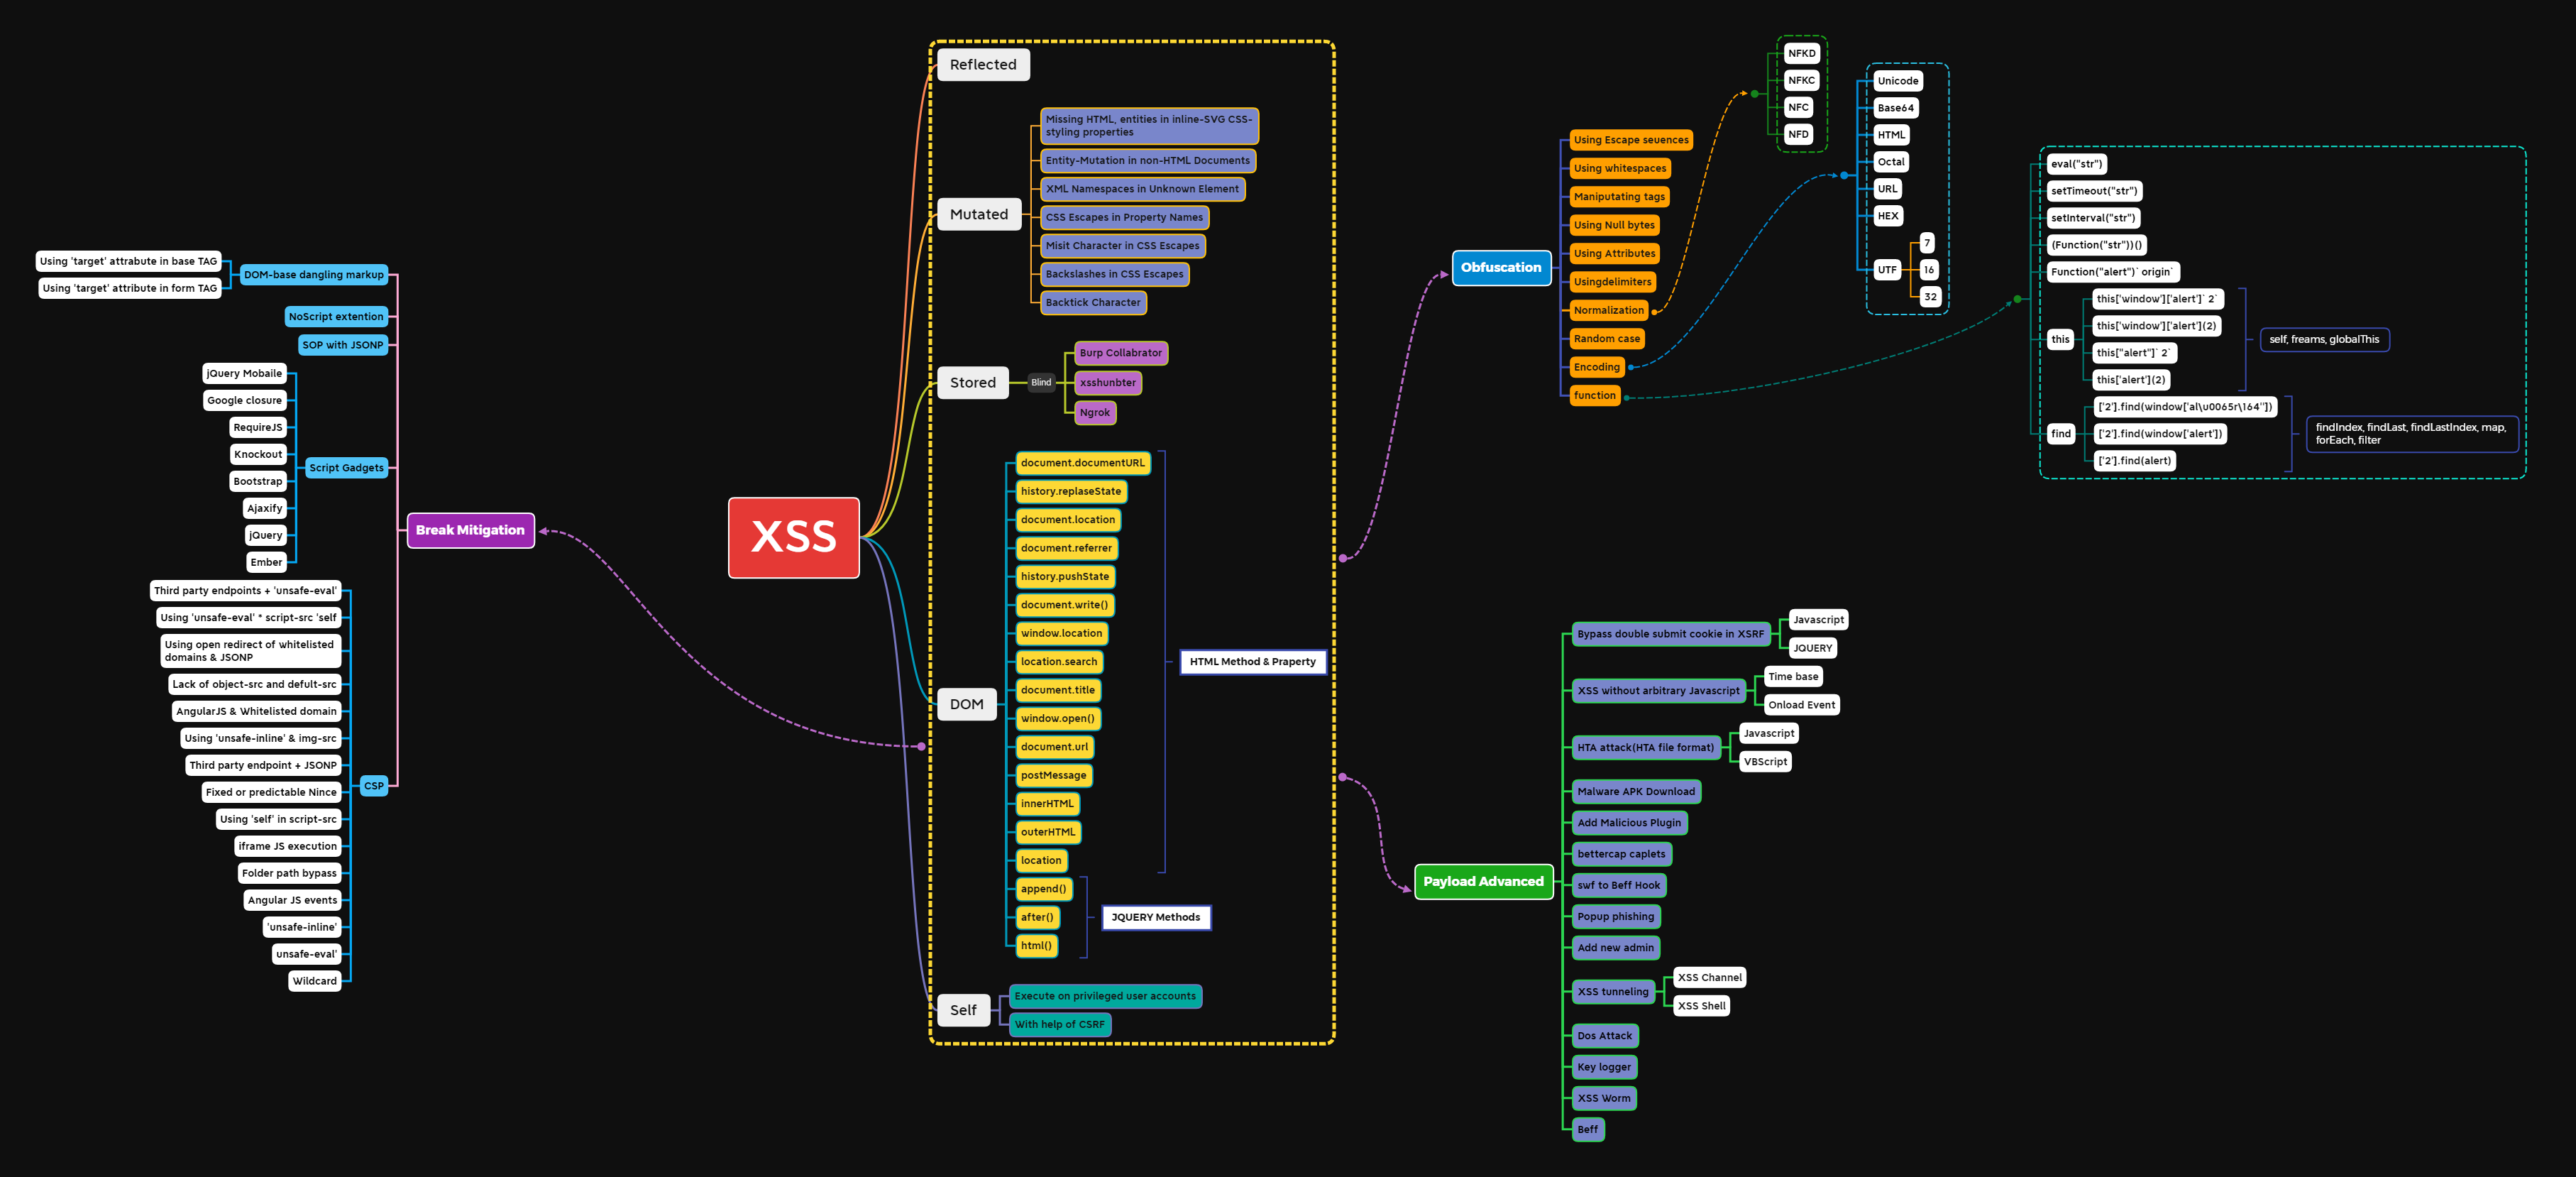 XSS
Reflected
Mutated
Missing HTML, entities in inline-SVG CSS-
styling properties
Entity-Mutation in non-HTML Documents
XML Namespaces in Unknown Element
CSS Escapes in Property Names
Misit Character in CSS Escapes
Backslashes in CSS Escapes
Backtick Character
Stored
Blind
Burp Collabrator
xsshunbter
Ngrok
DOM
document.documentURL
history.replaseState
document.location
document.referrer
history.pushState
document.write()
window.location
location.search
document.title
window.open()
document.url
postMessage
innerHTML
outerHTML
location
HTML Method & Praperty
append()
after()
html()
JQUERY Methods
Self
Execute on privileged user accounts
With help of CSRF
Break Mitigation
DOM-base dangling markup
Using 'target' attrabute in base TAG
Using 'target' attribute in form TAG
NoScript extention
SOP with JSONP
Script Gadgets
jQuery Mobaile
Google closure
RequireJS
Knockout
Bootstrap
Ajaxify
jQuery
Ember
CSP
Third party endpoints + 'unsafe-eval'
Using 'unsafe-eval' * script-src 'self
Using open redirect of whitelisted
domains & JSONP
Lack of object-src and defult-src
AngularJS & Whitelisted domain
Using 'unsafe-inline' & img-src
Third party endpoint + JSONP
Fixed or predictable Nince
Using 'self' in script-src
iframe JS execution
Folder path bypass
Angular JS events
'unsafe-inline'
unsafe-eval'
Wildcard
Obfuscation
Using Escape seuences
Using whitespaces
Maniputating tags
Using Null bytes
Using Attributes
Usingdelimiters
Normalization
Random case
Encoding
function
NFKD
NFKC
NFC
NFD
Unicode
Base64
HTML
Octal
URL
HEX
UTF
7
16
32
eval("str")
setTimeout("str")
setInterval("str")
(Function("str"))()
Function("alert")` origin`
this
this['window']['alert']` 2`
this['window']['alert'](2)
this["alert"]` 2`
this['alert'](2)
self, freams, globalThis
find
['2'].find(window['al\u0065r\164''])
['2'].find(window['alert'])
['2'].find(alert)
findIndex, findLast, findLastIndex, map,
forEach, filter
Payload Advanced
Bypass double submit cookie in XSRF
Javascript
JQUERY
XSS without arbitrary Javascript
Time base
Onload Event
HTA attack(HTA file format)
Javascript
VBScript
Malware APK Download
Add Malicious Plugin
bettercap caplets
swf to Beff Hook
Popup phishing
Add new admin
XSS tunneling
XSS Channel
XSS Shell
Dos Attack
Key logger
XSS Worm
Beff